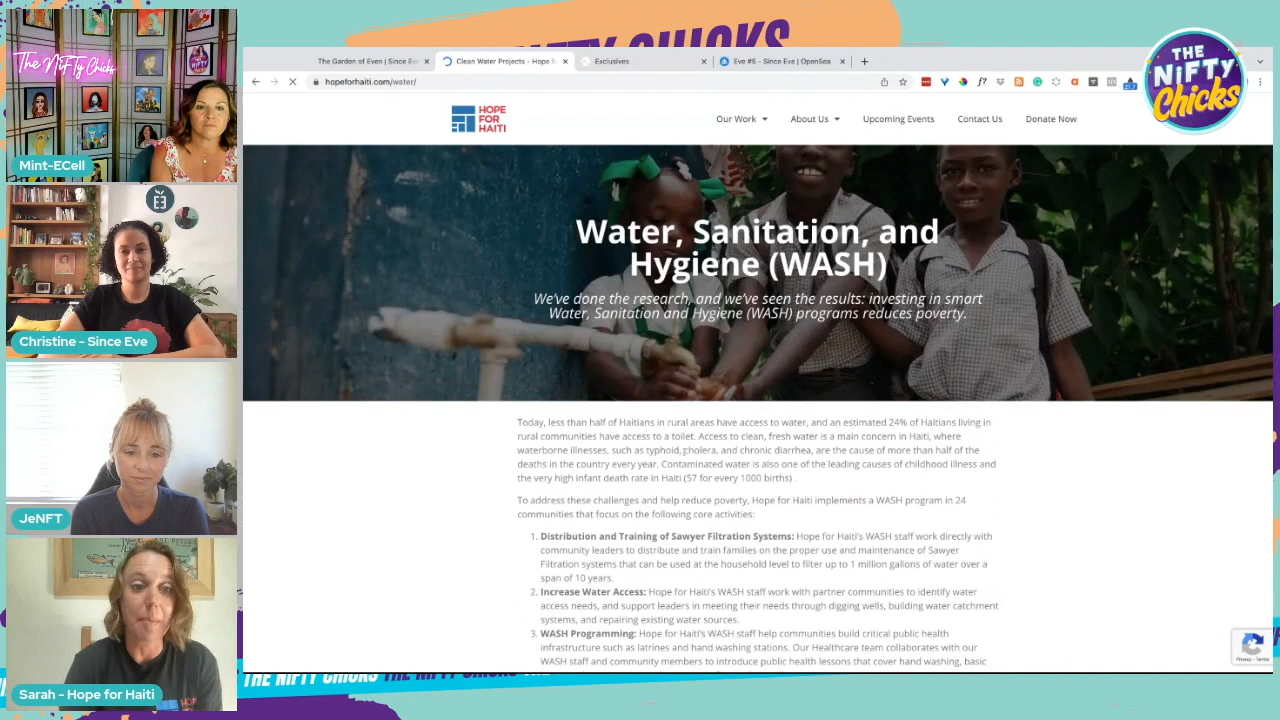 NIFTY CHICKS
THE
NiFTy
Chicks
The NiFTy Chicks
Mint-ECell
Christine - Since Eve
JeNFT
Sarah - Hope for Haiti
The Garden of Even | Since Eve
Clean Water Projects - Hope f
Exclusives
Eve #5 - Since Eve | OpenSea
hopeforhaiti.com/water/
HOPE
FOR
HAITI
Our Work
About Us
Upcoming Events
Contact Us
Donate Now
Water, Sanitation, and
Hygiene (WASH)
We've done the research, and we've seen the results: investing in smart
Water, Sanitation and Hygiene (WASH) programs reduces poverty.
Today, less than half of Haitians in rural areas have access to water, and an estimated 24% of Haitians living in
rural communities have access to a toilet. Access to clean, fresh water is a main concern in Haiti, where
waterborne illnesses, such as typhoid, cholera, and chronic diarrhea, are the cause of more than half of the
deaths in the country every year. Contaminated water is also one of the leading causes of childhood illness and
the very high infant death rate in Haiti (57 for every 1000 births) .
To address these challenges and help reduce poverty, Hope for Haiti implements a WASH program in 24
communities that focus on the following core activities:
1. Distribution and Training of Sawyer Filtration Systems: Hope for Haiti's WASH staff work directly with
community leaders to distribute and train families on the proper use and maintenance of Sawyer
Filtration systems that can be used at the household level to filter up to 1 million gallons of water over a
span of 10 years.
2. Increase Water Access: Hope for Haiti's WASH staff work with partner communities to identify water
access needs, and support leaders in meeting their needs through digging wells, building water catchment
systems, and repairing existing water sources.
3. WASH Programming: Hope for Haiti's WASH staff help communities build critical public health
infrastructure such as latrines and hand washing stations. Our Healthcare team collaborates with our
WASH staff and community members to introduce public health lessons that cover hand washing, basic
Privacy - Terms
THE NIFTY CHICKS THE NIFTY CHICKS